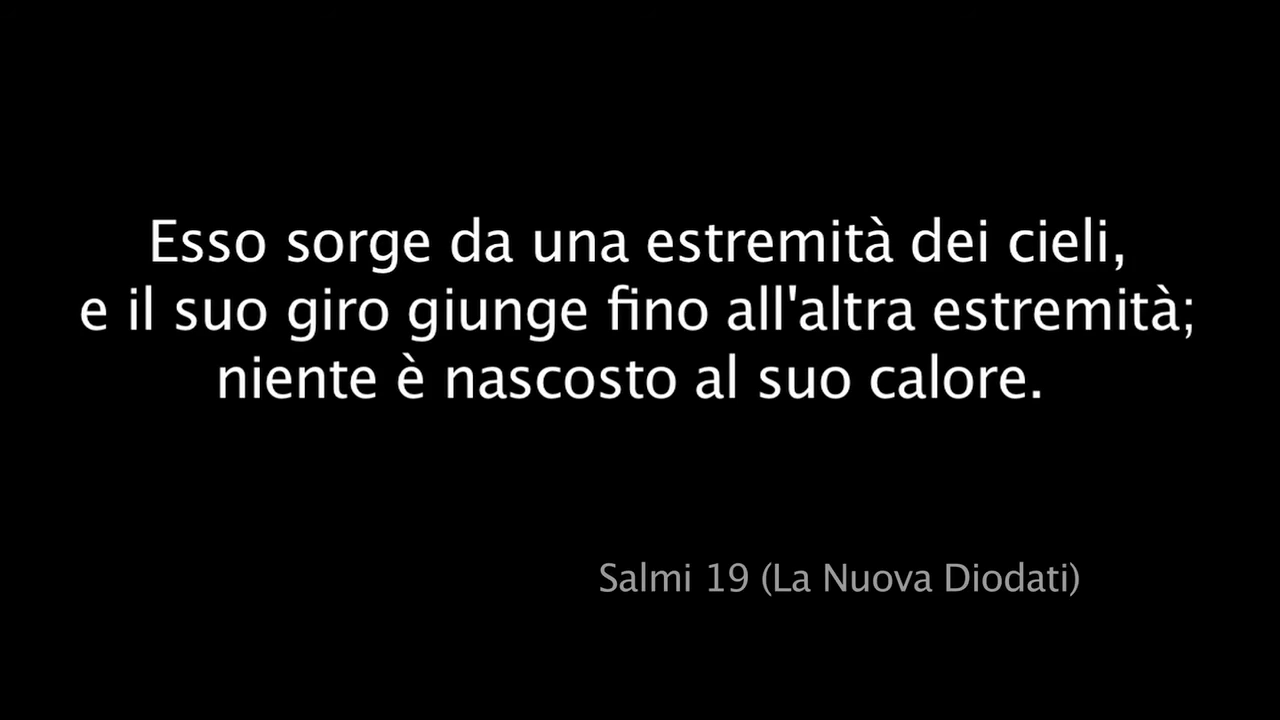 Esso sorge da una estremità dei cieli,
e il suo giro giunge fino all'altra estremità;
niente è nascosto al suo calore.
Salmi 19 (La Nuova Diodati)